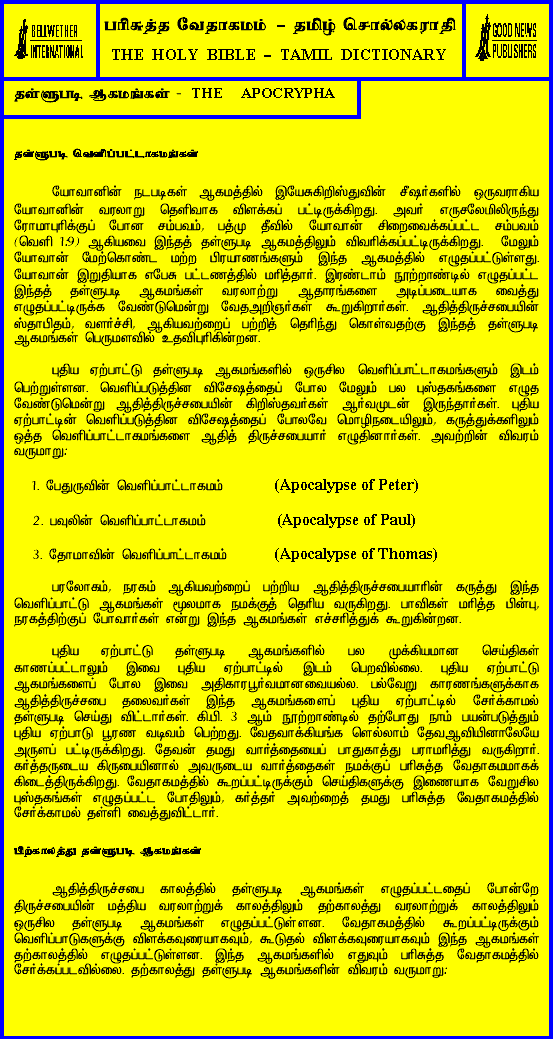 BELLWETHER
INTERNATIONAL
பரிசுத்த வேதாகமம் - தமிழ் சொல்லகராதி
THE HOLY BIBLE - TAMIL DICTIONARY
GOOD NEWS
PUBLISHERS
தள்ளுபடி ஆகமங்கள் - THE APOCRYPHA
தள்ளுபடி வெளிப்பட்டாகமங்கள்
யோவானின் நடபடிகள் ஆகமத்தில் இயேசுகிறிஸ்துவின் சீஷர்களில் ஒருவராகிய
யோவானின் வரலாறு தெளிவாக விளக்கப் பட்டிருக்கிறது. அவர் எருசலேமிலிருந்து
ரோமாபுரிக்குப் போன சம்பவம், பத்மு தீவில் யோவான் சிறைவைக்கப்பட்ட சம்பவம்
(வெளி 1:9) ஆகியவை இந்தத் தள்ளுபடி ஆகமத்திலும் விவரிக்கப்பட்டிருக்கிறது. மேலும்
யோவான் மேற்கொண்ட மற்ற பிரயாணங்களும் இந்த ஆகமத்தில் எழுதப்பட்டுள்ளது.
யோவான் இறுதியாக எபேசு பட்டணத்தில் மரித்தார். இரண்டாம் நூற்றாண்டில் எழுதப்பட்ட
இந்தத் தள்ளுபடி ஆகமங்கள் வரலாற்று ஆதாரங்களை அடிப்படையாக வைத்து
எழுதப்பட்டிருக்க வேண்டுமென்று வேதஅறிஞர்கள் கூறுகிறார்கள். ஆதித்திருச்சபையின்
ஸ்தாபிதம், வளர்ச்சி, ஆகியவற்றைப் பற்றித் தெரிந்து கொள்வதற்கு இந்தத் தள்ளுபடி
ஆகமங்கள் பெருமளவில் உதவிபுரிகின்றன.
புதிய ஏற்பாட்டு தள்ளுபடி ஆகமங்களில் ஒருசில வெளிப்பாட்டாகமங்களும் இடம்
பெற்றுள்ளன. வெளிப்படுத்தின விசேஷத்தைப் போல மேலும் பல புஸ்தகங்களை எழுத
வேண்டுமென்று ஆதித்திருச்சபையின் கிறிஸ்தவர்கள் ஆர்வமுடன் இருந்தார்கள். புதிய
ஏற்பாட்டின் வெளிப்படுத்தின விசேஷத்தைப் போலவே மொழிநடையிலும், கருத்துக்களிலும்
ஒத்த வெளிப்பாட்டாகமங்களை ஆதித் திருச்சபையார் எழுதினார்கள். அவற்றின் விவரம்
வருமாறு:
1. பேதுருவின் வெளிப்பாட்டாகமம் (Apocalypse of Peter)
2. பவுலின் வெளிப்பாட்டாகமம் (Apocalypse of Paul)
3. தோமாவின் வெளிப்பாட்டாகமம் (Apocalypse of Thomas)
பரலோகம், நரகம் ஆகியவற்றைப் பற்றிய ஆதித்திருச்சபையாரின் கருத்து இந்த
வெளிப்பாட்டு ஆகமங்கள் மூலமாக நமக்குத் தெரிய வருகிறது. பாவிகள் மரித்த பின்பு,
நரகத்திற்குப் போவார்கள் என்று இந்த ஆகமங்கள் எச்சரித்துக் கூறுகின்றன.
புதிய ஏற்பாட்டு தள்ளுபடி ஆகமங்களில் பல முக்கியமான செய்திகள்
காணப்பட்டாலும் இவை புதிய ஏற்பாட்டில் இடம் பெறவில்லை. புதிய ஏற்பாட்டு
ஆகமங்களைப் போல இவை அதிகாரபூர்வமானவையல்ல. பல்வேறு காரணங்களுக்காக
ஆதித்திருச்சபை தலைவர்கள் இந்த ஆகமங்களைப் புதிய ஏற்பாட்டில் சேர்க்காமல்
தள்ளுபடி செய்து விட்டார்கள். கி.பி. 3 ஆம் நூற்றாண்டில் தற்போது நாம் பயன்படுத்தும்
புதிய ஏற்பாடு பூரண வடிவம் பெற்றது. வேதவாக்கியங்க ளெல்லாம் தேவஆவியினாலேயே
அருளப் பட்டிருக்கிறது. தேவன் தமது வார்த்தையைப் பாதுகாத்து பராமரித்து வருகிறார்.
கர்த்தருடைய கிருபையினால் அவருடைய வார்த்தைகள் நமக்குப் பரிசுத்த வேதாகமமாகக்
கிடைத்திருக்கிறது. வேதாகமத்தில் கூறப்பட்டிருக்கும் செய்திகளுக்கு இணையாக வேறுசில
புஸ்தகங்கள் எழுதப்பட்ட போதிலும், கர்த்தர் அவற்றைத் தமது பரிசுத்த வேதாகமத்தில்
சேர்க்காமல் தள்ளி வைத்துவிட்டார்.
பிற்காலத்து தள்ளுபடி ஆகமங்கள்
ஆதித்திருச்சபை காலத்தில் தள்ளுபடி ஆகமங்கள் எழுதப்பட்டதைப் போன்றே
திருச்சபையின் மத்திய வரலாற்றுக் காலத்திலும் தற்காலத்து வரலாற்றுக் காலத்திலும்
ஒருசில தள்ளுபடி ஆகமங்கள் எழுதப்பட்டுள்ளன. வேதாகமத்தில் கூறப்பட்டிருக்கும்
வெளிப்பாடுகளுக்கு விளக்கவுரையாகவும், கூடுதல் விளக்கவுரையாகவும் இந்த ஆகமங்கள்
தற்காலத்தில் எழுதப்பட்டுள்ளன. இந்த ஆகமங்களில் எதுவும் பரிசுத்த வேதாகமத்தில்
சேர்க்கப்படவில்லை. தற்காலத்து தள்ளுபடி ஆகமங்களின் விவரம் வருமாறு: